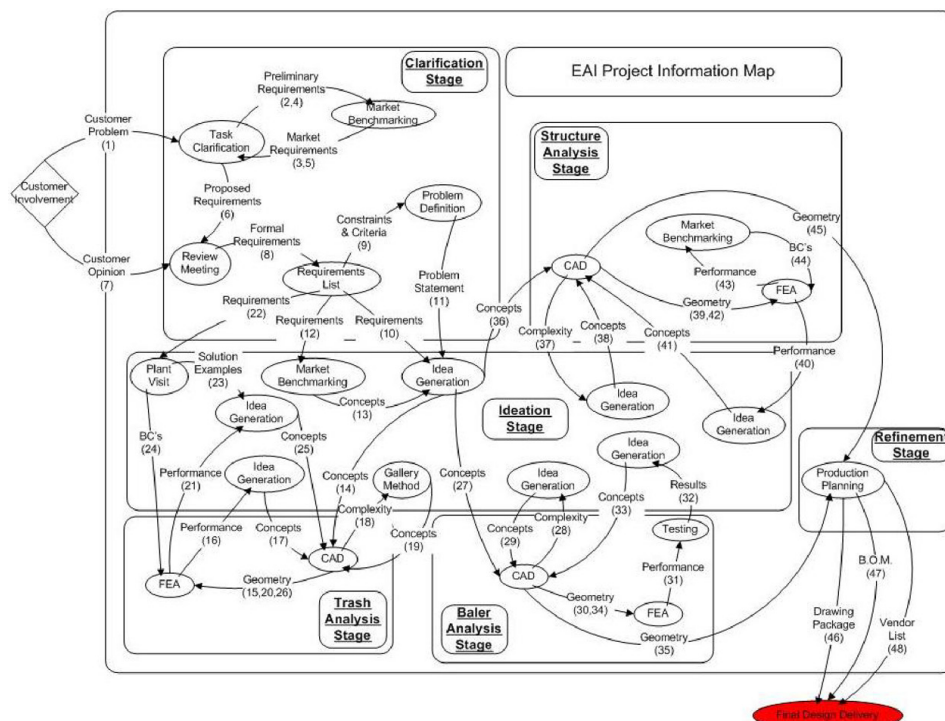 EAI Project Information Map
Clarification
Stage
Preliminary
Requirements
(2,4)
Market
Benchmarking
Customer
Problem
(1)
Task
Clarification
Market
Requirements
(3,5)
Customer
Involvement
Proposed
Requirements
(6)
Customer
Opinion
(7)
Review
Meeting
Formal
Requirements
(8)
Constraints
& Criteria
(9)
Problem
Definition
Requirements
List
Problem
Statement
(11)
Requirements
(22)
Requirements
(12)
Requirements
(10)
Structure
Analysis
Stage
Market
Benchmarking
Geometry
(45)
BC's
(44)
Performance
(43)
CAD
FEA
Geometry
(39,42)
Concepts
(36)
Complexity
(37)
Concepts
(38)
Concepts
(41)
Performance
(40)
Plant
Visit
Solution
Examples
(23)
Market
Benchmarking
Idea
Generation
Concepts
(13)
Idea
Generation
Ideation
Stage
Idea
Generation
Idea
Generation
BC's
(24)
Performance
(21)
Concepts
(25)
Idea
Generation
Gallery
Method
Concepts
(14)
Complexity
(18)
Concepts
(27)
Idea
Generation
Idea
Generation
Results
(32)
Concepts
(33)
Refinement
Stage
Production
Planning
Performance
(16)
Concepts
(17)
Concepts
(19)
CAD
FEA
Geometry
(15,20,26)
Trash
Analysis
Stage
Concepts
(29)
Complexity
(28)
Testing
CAD
Performance
(31)
Geometry
(30,34)
FEA
Baler
Analysis
Stage
Geometry
(35)
B.O.M.
(47)
Drawing
Package
(46)
Vendor
List
(48)
Final Design Delivery